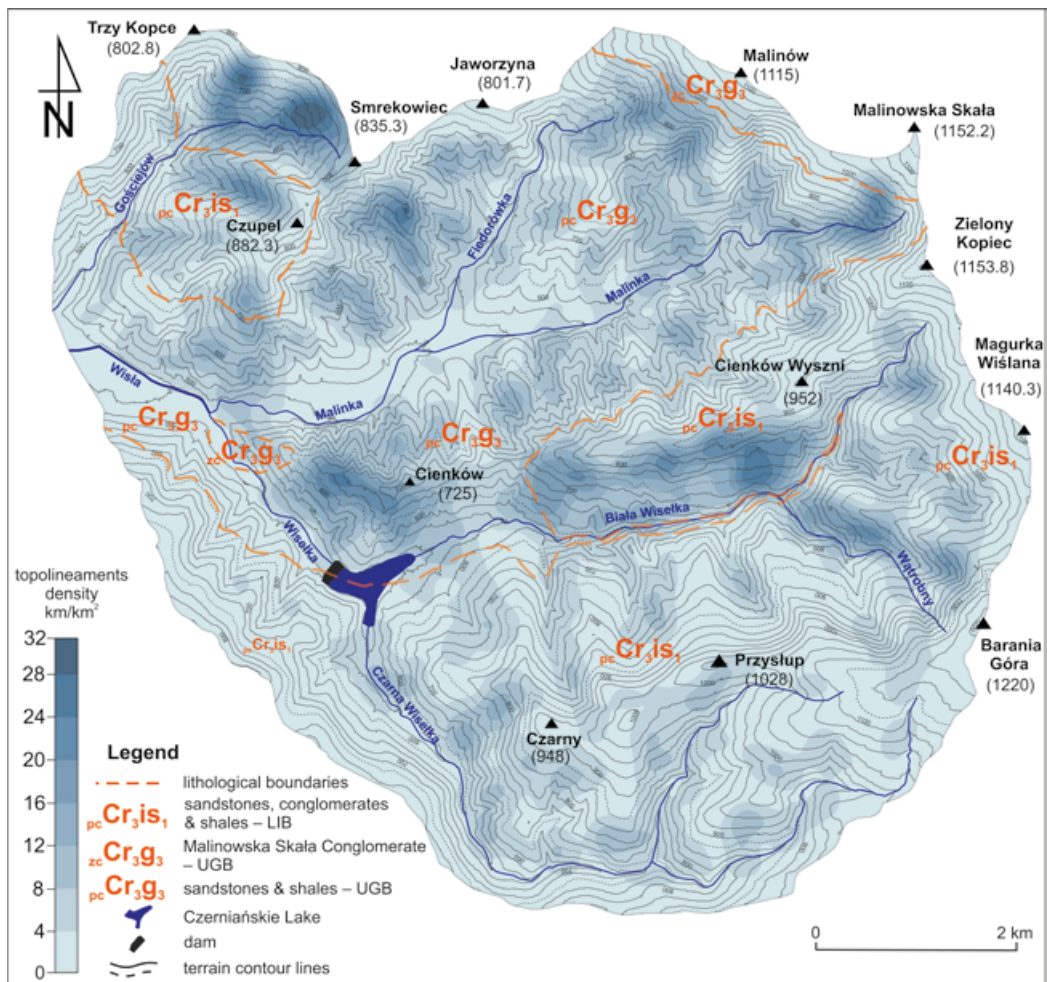 Trzy Kopce
(802.8)
Jaworzyna
(801.7)
Malinów
(1115)
Smrekowiec
(835.3)
Malinowska Skała
(1152.2)
zcCr₃g₃
N
Gościejów
pcCr₃is₁
Czupel
(882.3)
Fiedorówka
pcCr₃g₃
Malinka
Zielony
Kopiec
(1153.8)
Magurka
Wiślana
(1140.3)
Wisła
Malinka
Cienków Wyszni
(952)
pcCr₃g₃
zcCr₃g₃
pcCr₃g₃
pcCr₃is₁
pcCr₃is₁
Cienków
(725)
Wisełka
Biała Wisełka
Wątrobny
pcCr₃is₁
pcCr₃is₁
Przysłup
(1028)
Barania
Góra
(1220)
Czarna Wisełka
Czarny
(948)
topolineaments
density
km/km²
32
28
24
20
16
12
8
4
0
Legend
lithological boundaries
pcCr₃is₁ sandstones, conglomerates
& shales – LIB
zcCr₃g₃ Malinowska Skała Conglomerate
– UGB
pcCr₃g₃ sandstones & shales – UGB
Czerniańskie Lake
dam
terrain contour lines
0 2 km